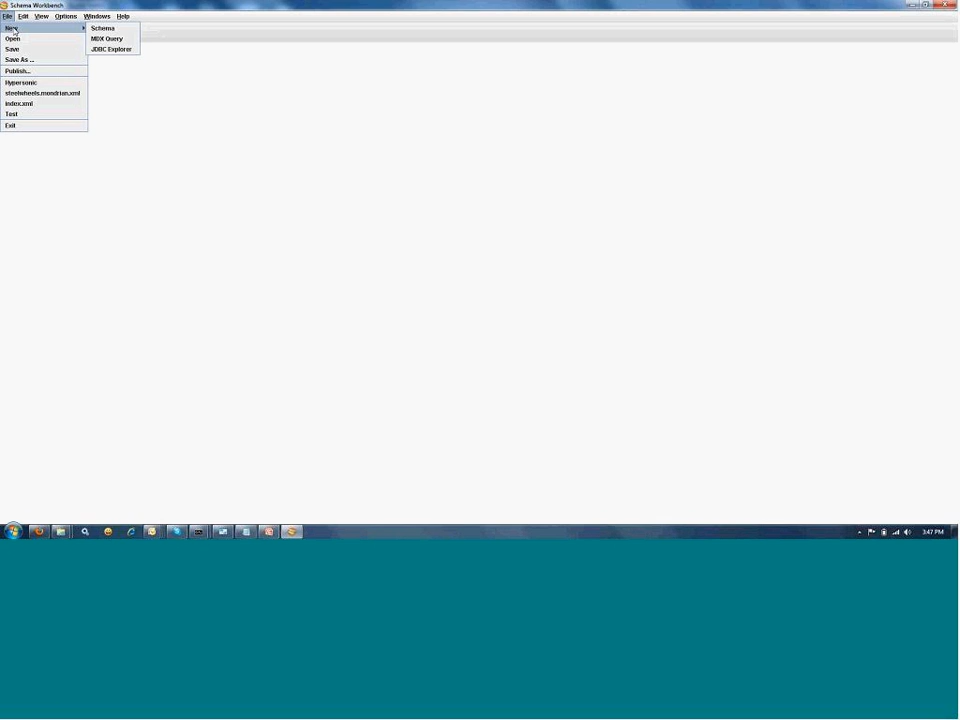 Schema Workbench
File Edit View Options Windows Help
New
Open
Save
Save As ...
Publish...
Hypersonic
steelwheels.mondrian.xml
index.xml
Test
Exit
Schema
MDX Query
JDBC Explorer
3:47 PM